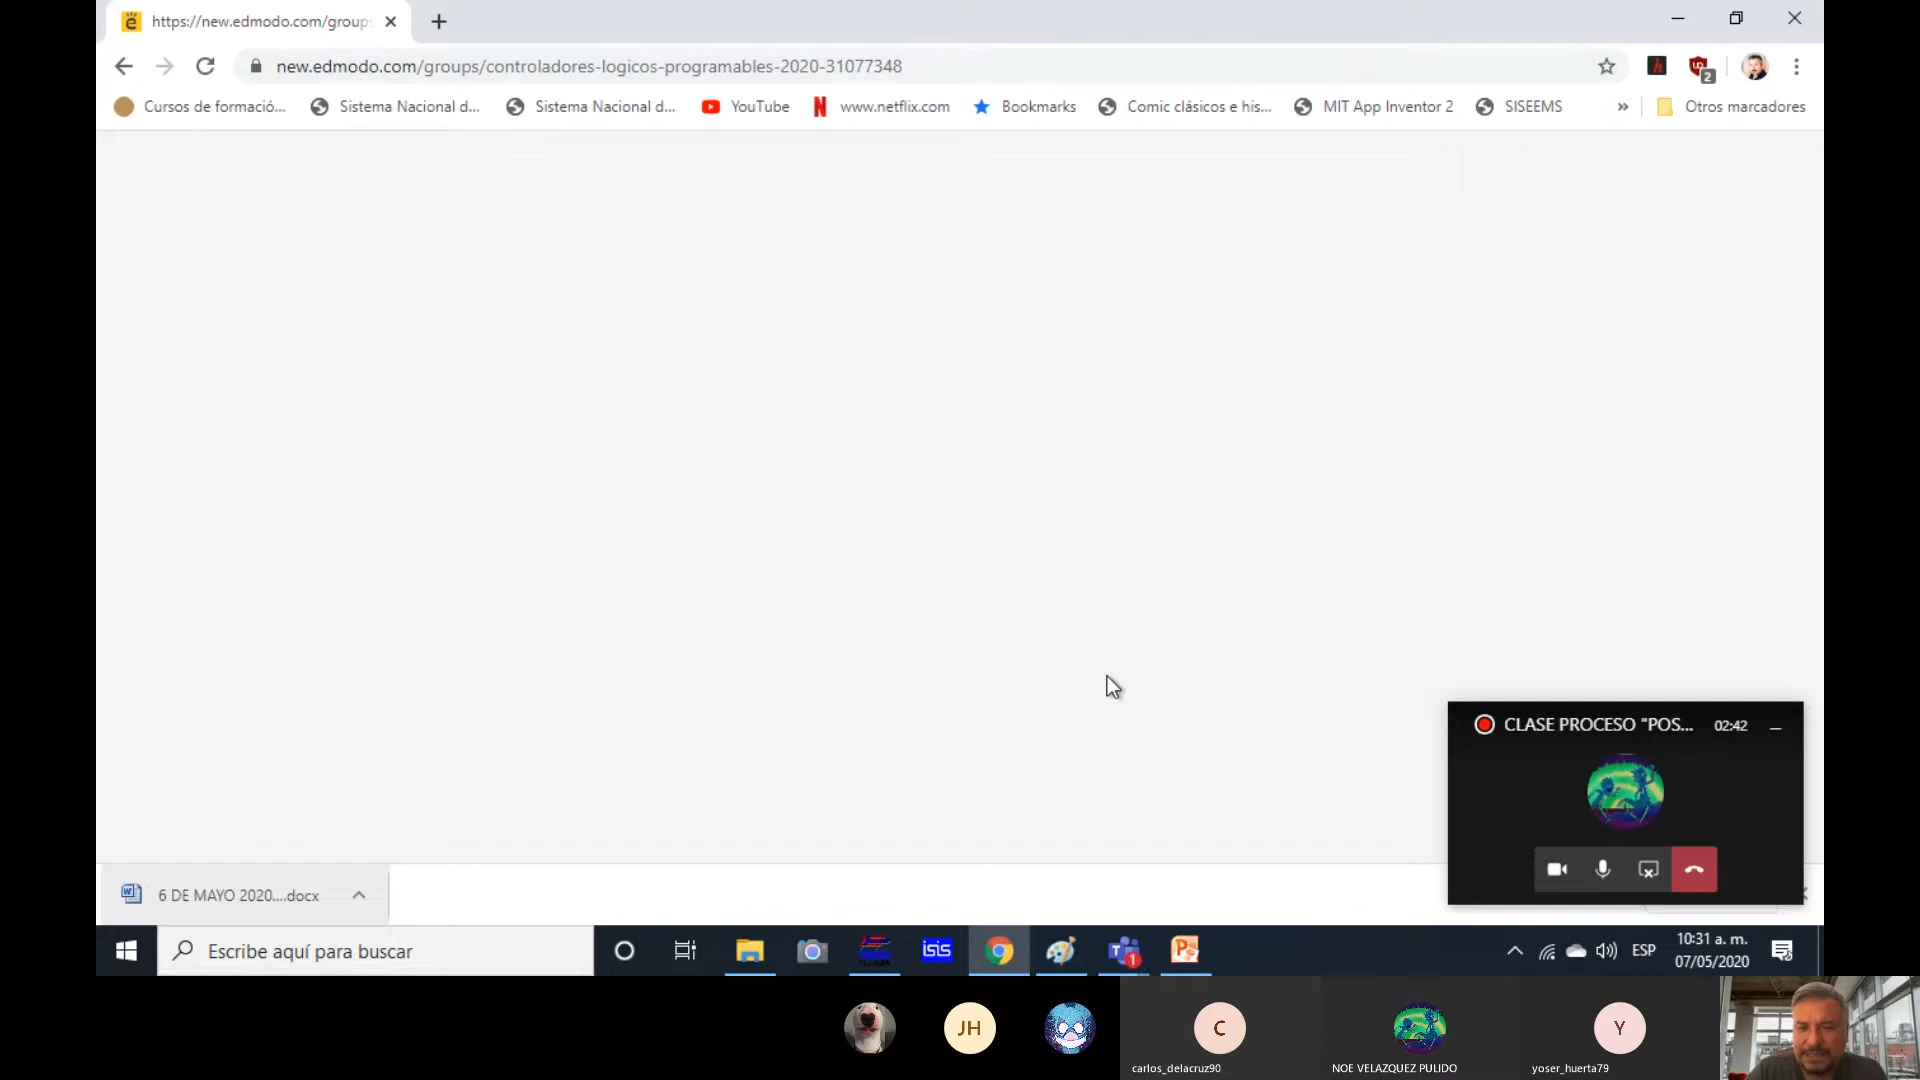 https://new.edmodo.com/group
new.edmodo.com/groups/controladores-logicos-programables-2020-31077348
2
Cursos de formació...
Sistema Nacional d...
Sistema Nacional d...
YouTube
www.netflix.com
Bookmarks
Comic clásicos e his...
MIT App Inventor 2
SISEEMS
»
Otros marcadores
CLASE PROCESO "POS...
02:42
6 DE MAYO 2020....docx
Escribe aquí para buscar
isis
1
ESP
10:31 a. m.
07/05/2020
JH
C
Y
carlos_delacruz90
NOE VELAZQUEZ PULIDO
yoser_huerta79